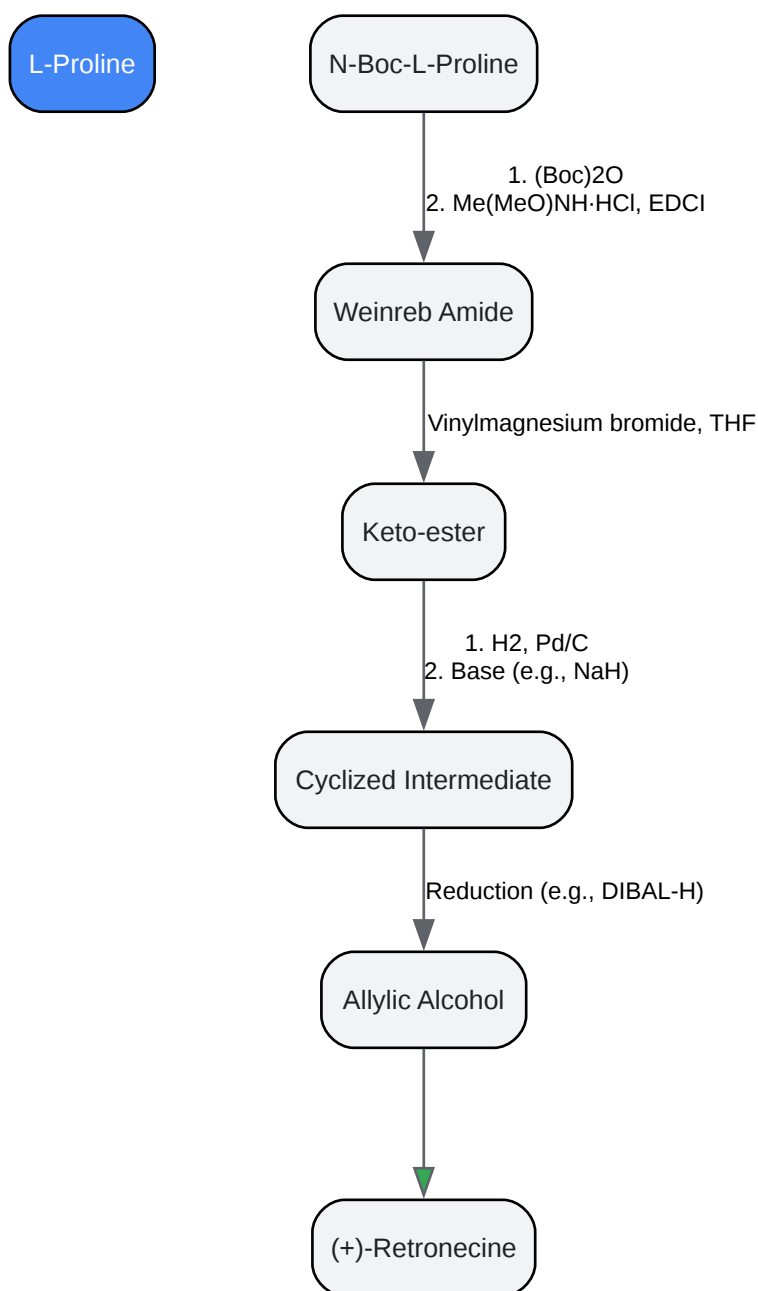 L-Proline
N-Boc-L-Proline
1. (Boc)2O
2. Me(MeO)NH·HCl, EDCI
Weinreb Amide
Vinylmagnesium bromide, THF
Keto-ester
1. H2, Pd/C
2. Base (e.g., NaH)
Cyclized Intermediate
Reduction (e.g., DIBAL-H)
Allylic Alcohol
(+)-Retronecine